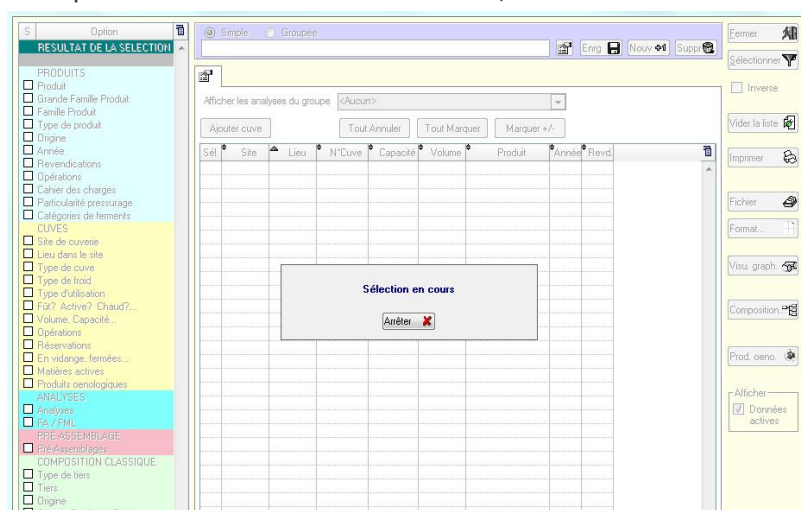 S Option
RESULTAT DE LA SELECTION
PRODUITS
Produit
Grande Famille Produit
Famille Produit
Type de produit
Origine
Année
Revendications
Opérations
Cahier des charges
Particularité pressurage
Catégories de ferments
CUVES
Site de cuverie
Lieu dans le site
Type de cuve
Type de froid
Type d'utilisation
Fût? Active? Chaud?...
Volume, Capacité...
Opérations
Réservations
En vidange, fermées...
Matières actives
Produits oenologiques
ANALYSES
Analyses
FA / FML
PRE-ASSEMBLAGE
Pré-Assemblages
COMPOSITION CLASSIQUE
Type de tiers
Tiers
Origine
Simple Groupée
Enrg Nouv Suppr
Afficher les analyses du groupe <Aucun>
Ajouter cuve Tout Annuler Tout Marquer Marquer +/-
Sél. Site Lieu N°Cuve Capacité Volume Produit Année Revd.
Sélection en cours
Arrêter
Fermer
Sélectionner
Inverse
Vider la liste
Imprimer
Fichier
Format...
Visu. graph.
Composition.
Prod. oeno.
Afficher
Données
actives